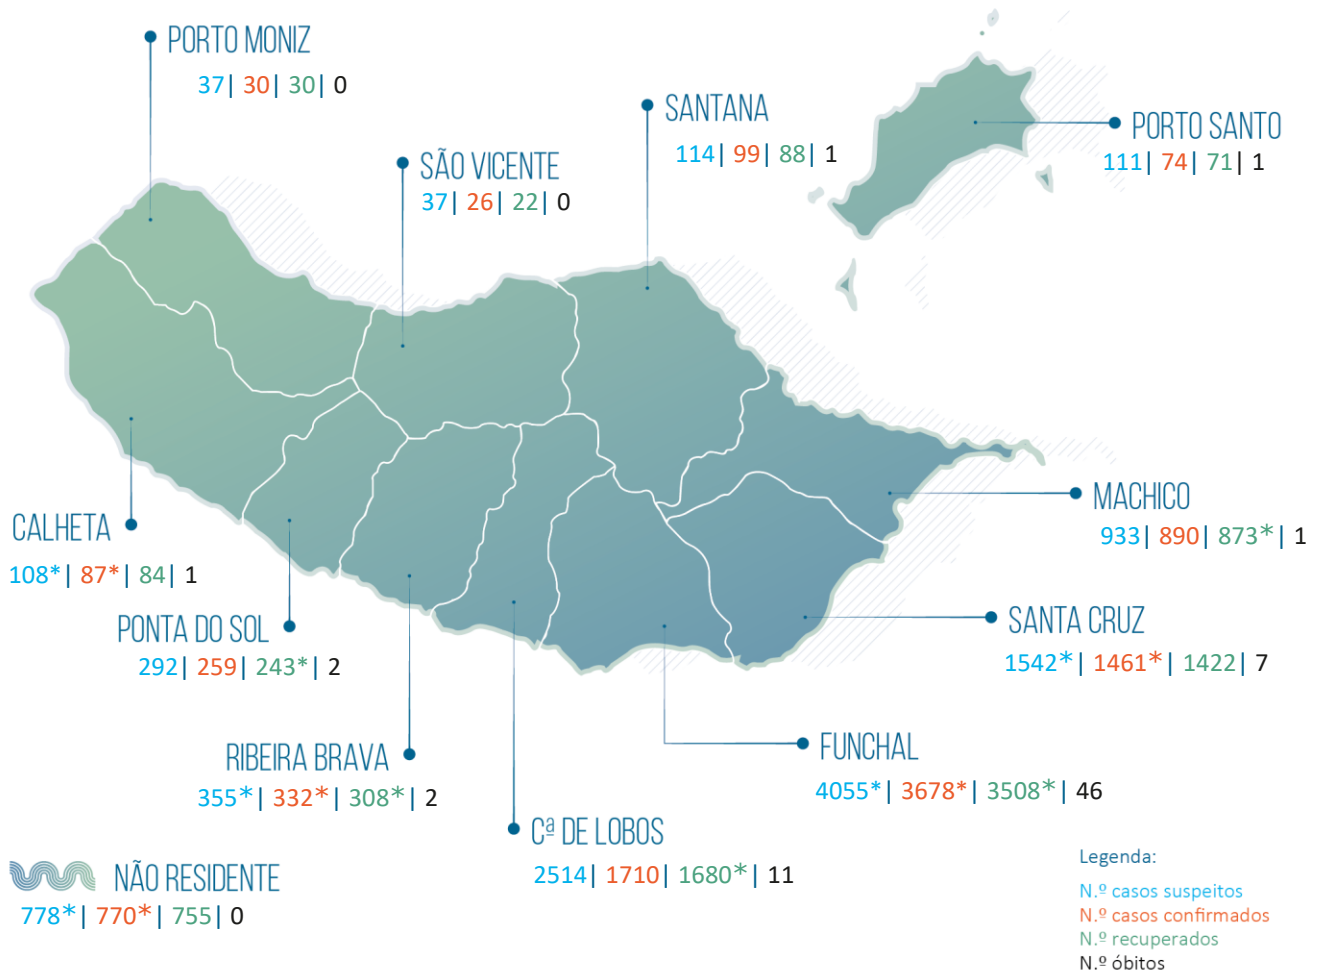 PORTO MONIZ
37| 30| 30| 0
SANTANA
114| 99| 88| 1
PORTO SANTO
111| 74| 71| 1
SÃO VICENTE
37| 26| 22| 0
MACHICO
933| 890| 873*| 1
CALHETA
108*| 87*| 84| 1
PONTA DO SOL
292| 259| 243*| 2
SANTA CRUZ
1542*| 1461*| 1422| 7
RIBEIRA BRAVA
355*| 332*| 308*| 2
FUNCHAL
4055*| 3678*| 3508*| 46
Cª DE LOBOS
2514| 1710| 1680*| 11
NÃO RESIDENTE
778*| 770*| 755| 0
Legenda:
N.º casos suspeitos
N.º casos confirmados
N.º recuperados
N.º óbitos